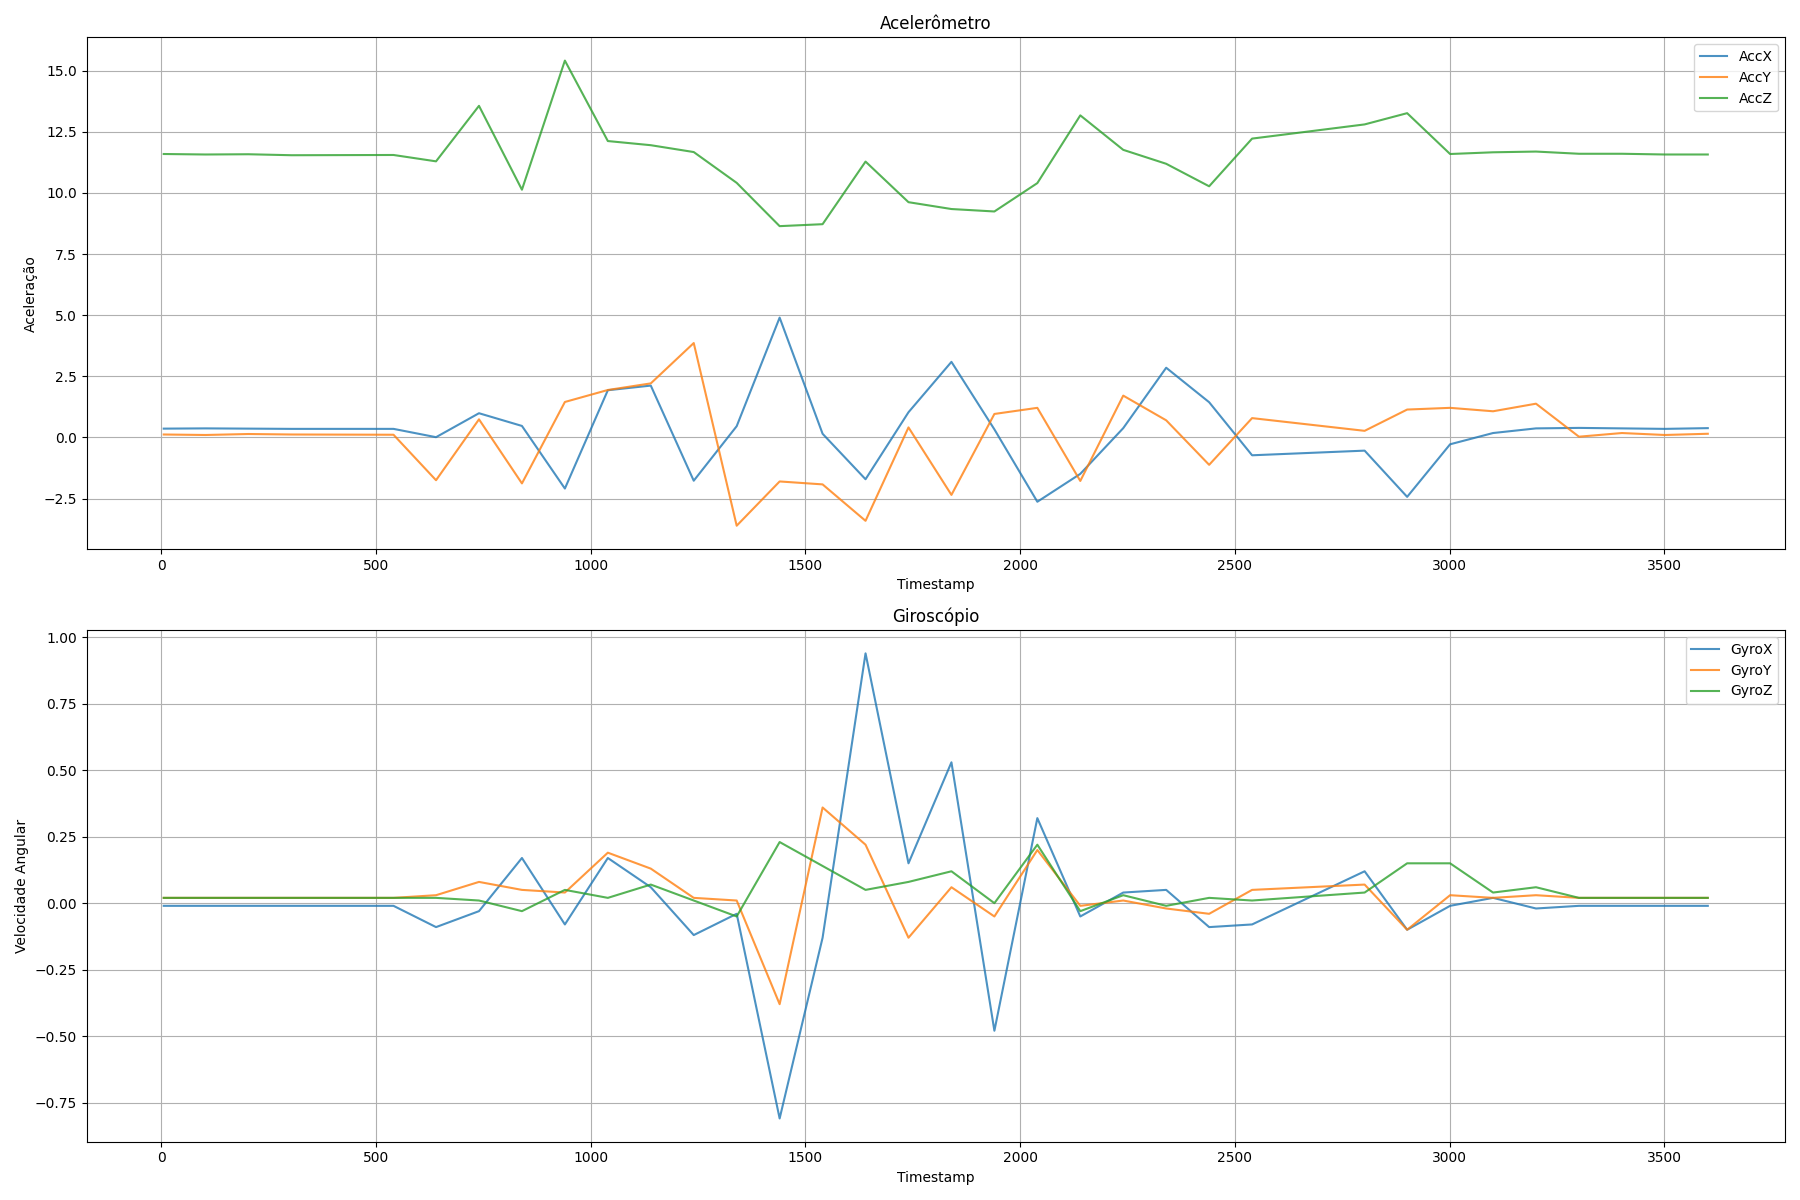 Acelerômetro
15.0
12.5
10.0
7.5
5.0
2.5
0.0
−2.5
Aceleração
AccX
AccY
AccZ
0 500 1000 1500 2000 2500 3000 3500
Timestamp
Giroscópio
1.00
0.75
0.50
0.25
0.00
−0.25
−0.50
−0.75
Velocidade Angular
GyroX
GyroY
GyroZ
0 500 1000 1500 2000 2500 3000 3500
Timestamp